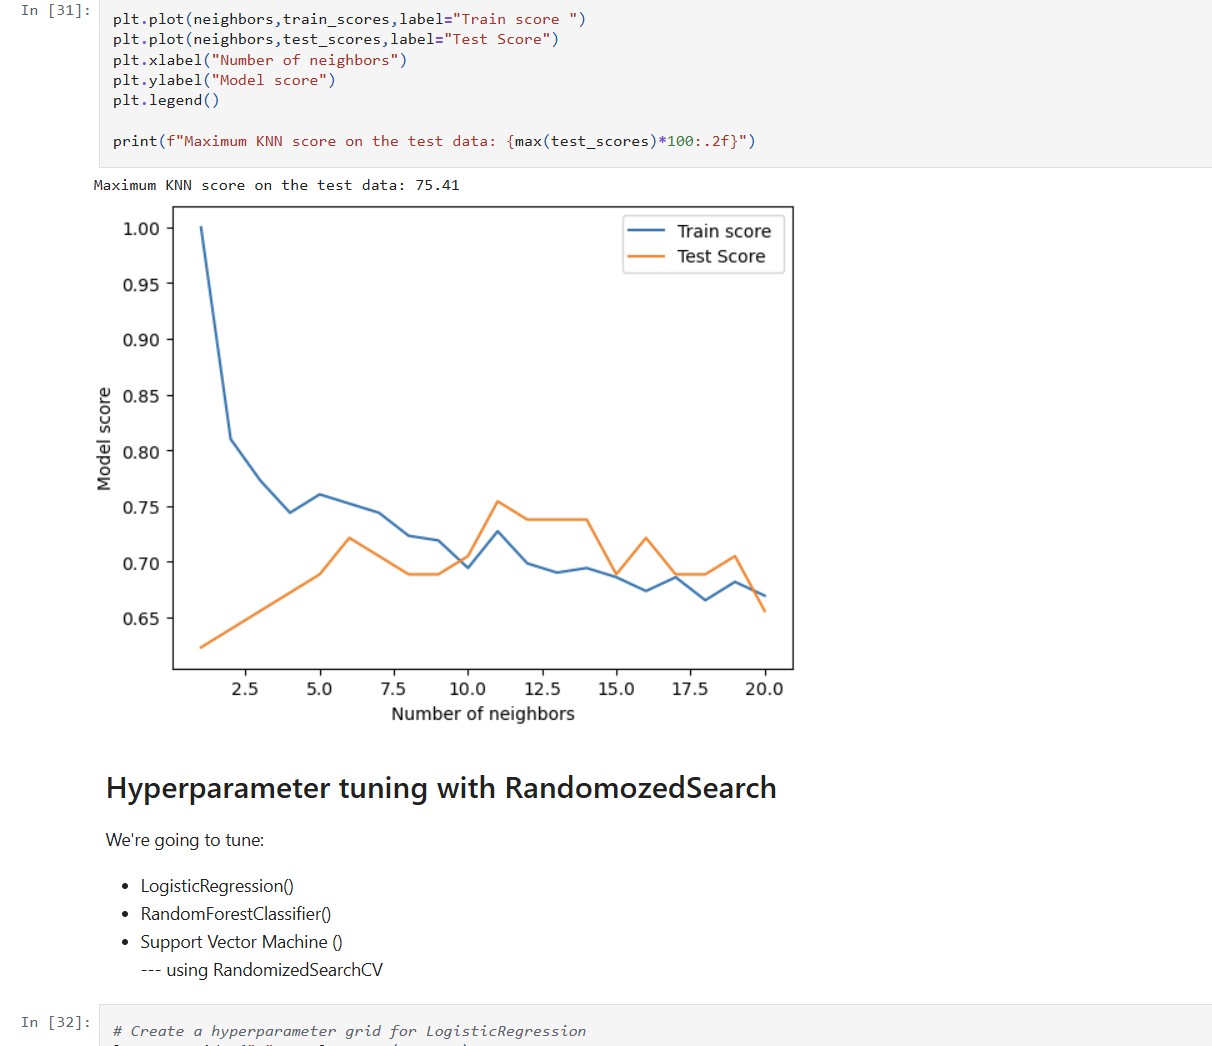 In [31]:
plt.plot(neighbors,train_scores,label="Train score ")
plt.plot(neighbors,test_scores,label="Test Score")
plt.xlabel("Number of neighbors")
plt.ylabel("Model score")
plt.legend()
print(f"Maximum KNN score on the test data: {max(test_scores)*100:.2f}")
Maximum KNN score on the test data: 75.41
Train score
Test Score
1.00
0.95
0.90
0.85
0.80
0.75
0.70
0.65
Model score
2.5 5.0 7.5 10.0 12.5 15.0 17.5 20.0
Number of neighbors
Hyperparameter tuning with RandomozedSearch
We're going to tune:
• LogisticRegression()
• RandomForestClassifier()
• Support Vector Machine ()
--- using RandomizedSearchCV
In [32]:
# Create a hyperparameter grid for LogisticRegression